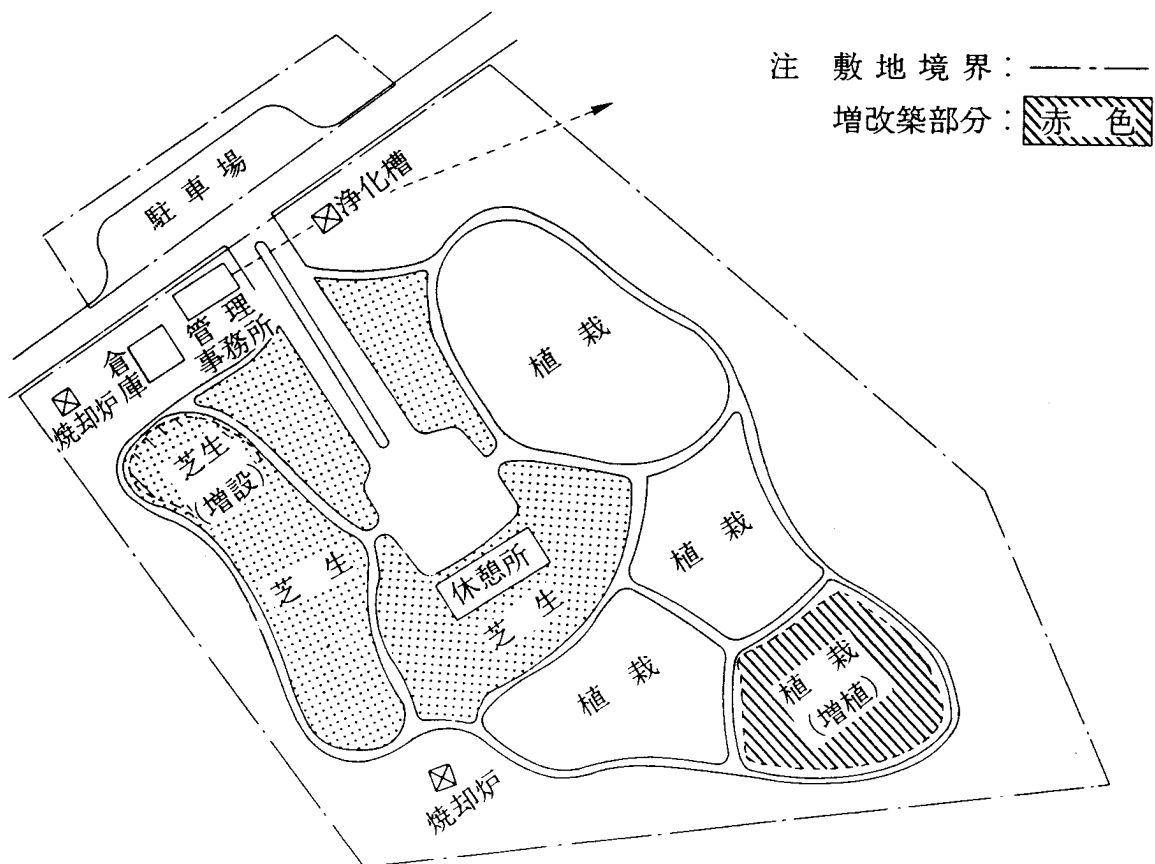 注 敷地境界：
増改築部分：赤色
駐車場
浄化槽
管理
事務所
倉庫
焼却炉
芝生
(増設)
芝生
休憩所
芝生
植栽
植栽
植栽
植栽
(増植)
焼却炉